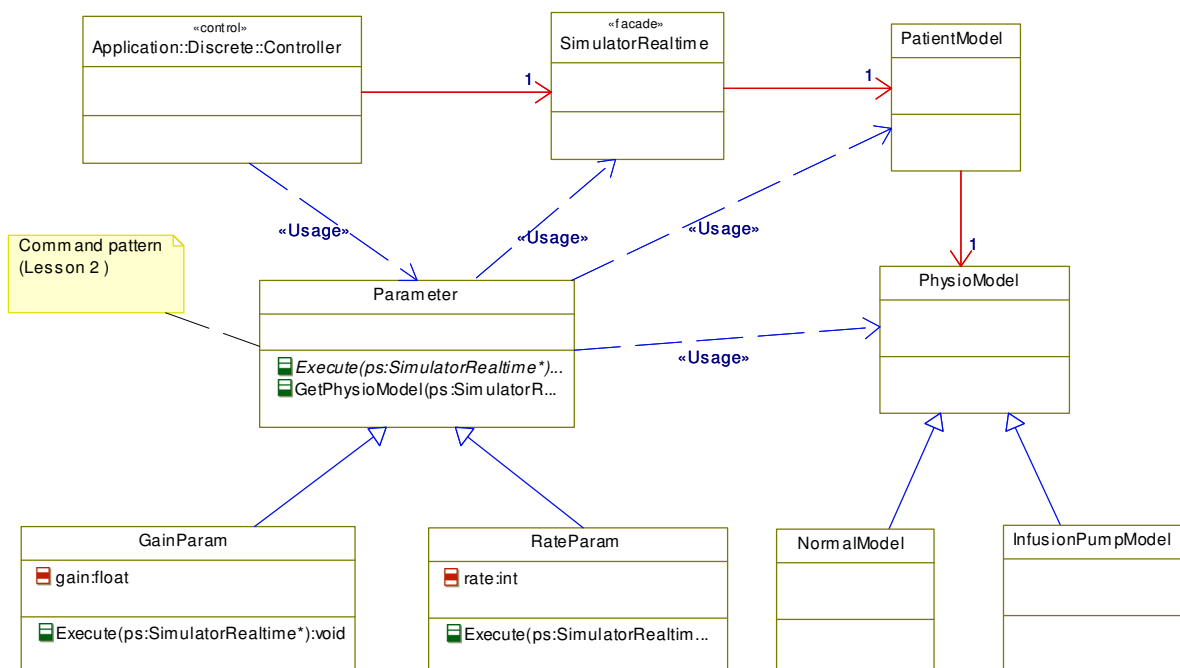 «control»
Application::Discrete::Controller
«facade»
SimulatorRealtime
PatientModel
1
1
«Usage»
«Usage»
«Usage»
1
Command pattern
(Lesson 2 )
Parameter
Execute(ps:SimulatorRealtime*)...
GetPhysioModel(ps:SimulatorR...
«Usage»
PhysioModel
GainParam
gain:float
Execute(ps:SimulatorRealtime*):void
RateParam
rate:int
Execute(ps:SimulatorRealtim...
NormalModel
InfusionPumpModel